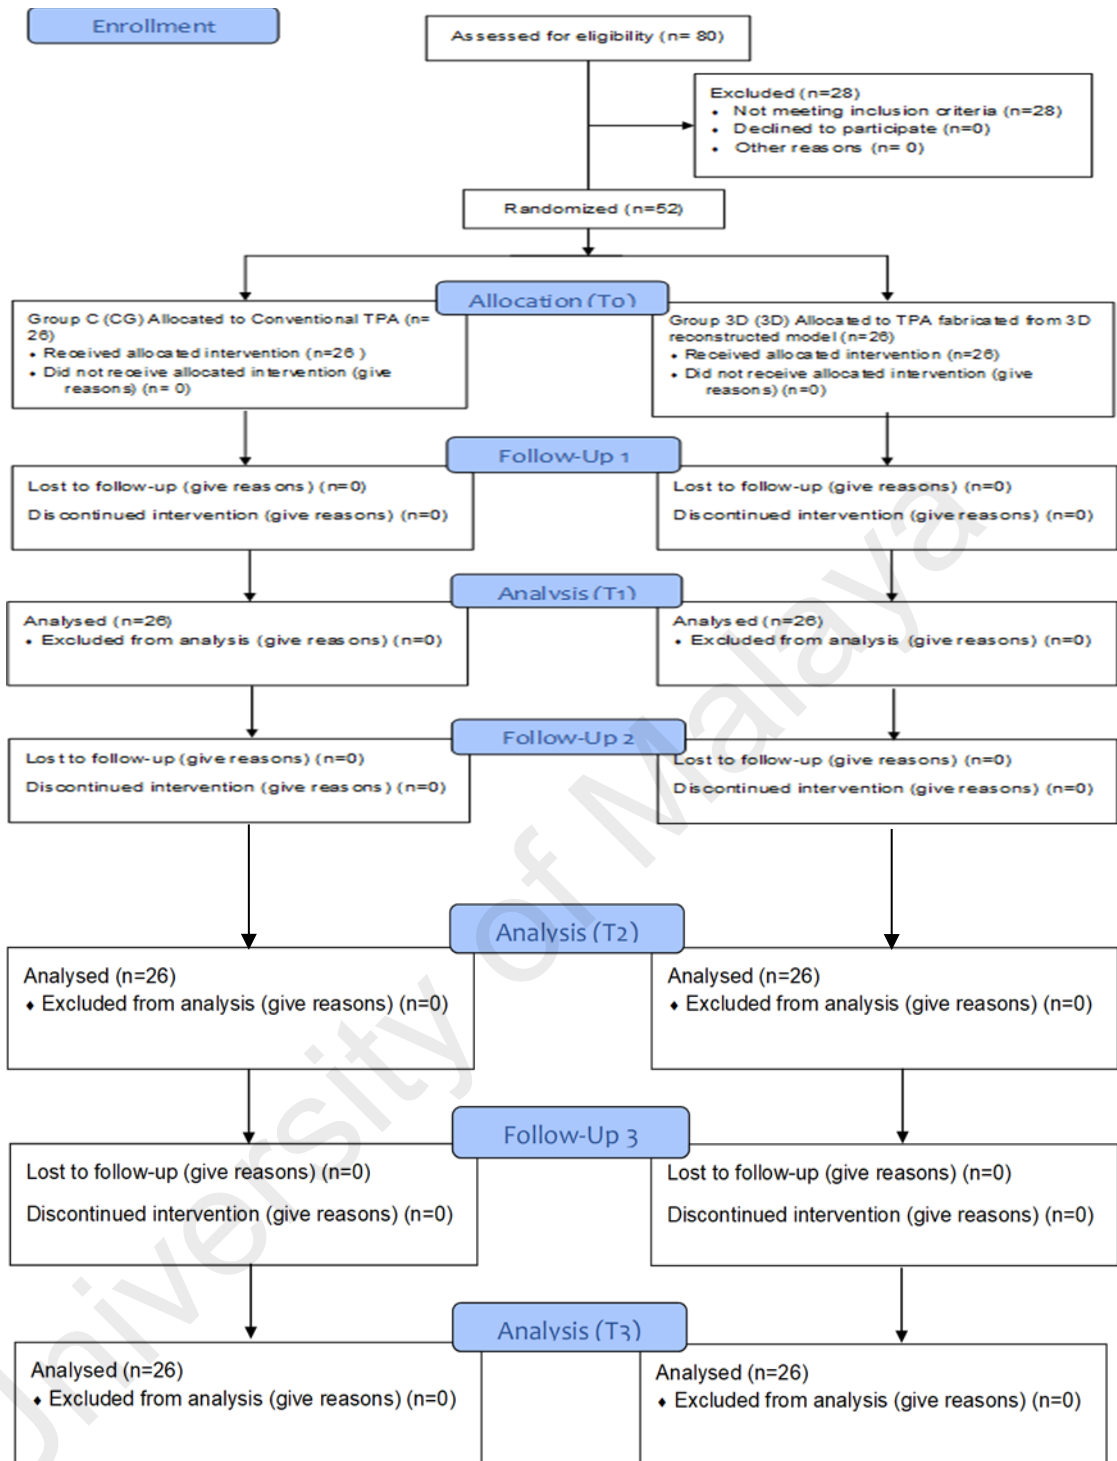 Enrollment
Assessed for eligibility (n= 80)
Excluded (n=28)
• Not meeting inclusion criteria (n=28)
• Declined to participate (n=0)
• Other reasons (n= 0)
Randomized (n=52)
Allocation (T0)
Group C (CG) Allocated to Conventional TPA (n=
26)
• Received allocated intervention (n=26 )
• Did not receive allocated intervention (give
reasons) (n= 0)
Group 3D (3D) Allocated to TPA fabricated from 3D
reconstructed model (n=26)
• Received allocated intervention (n=26)
• Did not receive allocated intervention (give
reasons) (n=0)
Follow-Up 1
Lost to follow-up (give reasons) (n=0)
Discontinued intervention (give reasons) (n=0)
Lost to follow-up (give reasons) (n=0)
Discontinued intervention (give reasons) (n=0)
Analysis (T1)
Analysed (n=26)
• Excluded from analysis (give reasons) (n=0)
Analysed (n=26)
• Excluded from analysis (give reasons) (n=0)
Follow-Up 2
Lost to follow-up (give reasons) (n=0)
Discontinued intervention (give reasons) (n=0)
Lost to follow-up (give reasons) (n=0)
Discontinued intervention (give reasons) (n=0)
Analysis (T2)
Analysed (n=26)
♦ Excluded from analysis (give reasons) (n=0)
Analysed (n=26)
♦ Excluded from analysis (give reasons) (n=0)
Follow-Up 3
Lost to follow-up (give reasons) (n=0)
Discontinued intervention (give reasons) (n=0)
Lost to follow-up (give reasons) (n=0)
Discontinued intervention (give reasons) (n=0)
Analysis (T3)
Analysed (n=26)
♦ Excluded from analysis (give reasons) (n=0)
Analysed (n=26)
♦ Excluded from analysis (give reasons) (n=0)
University of Malaya